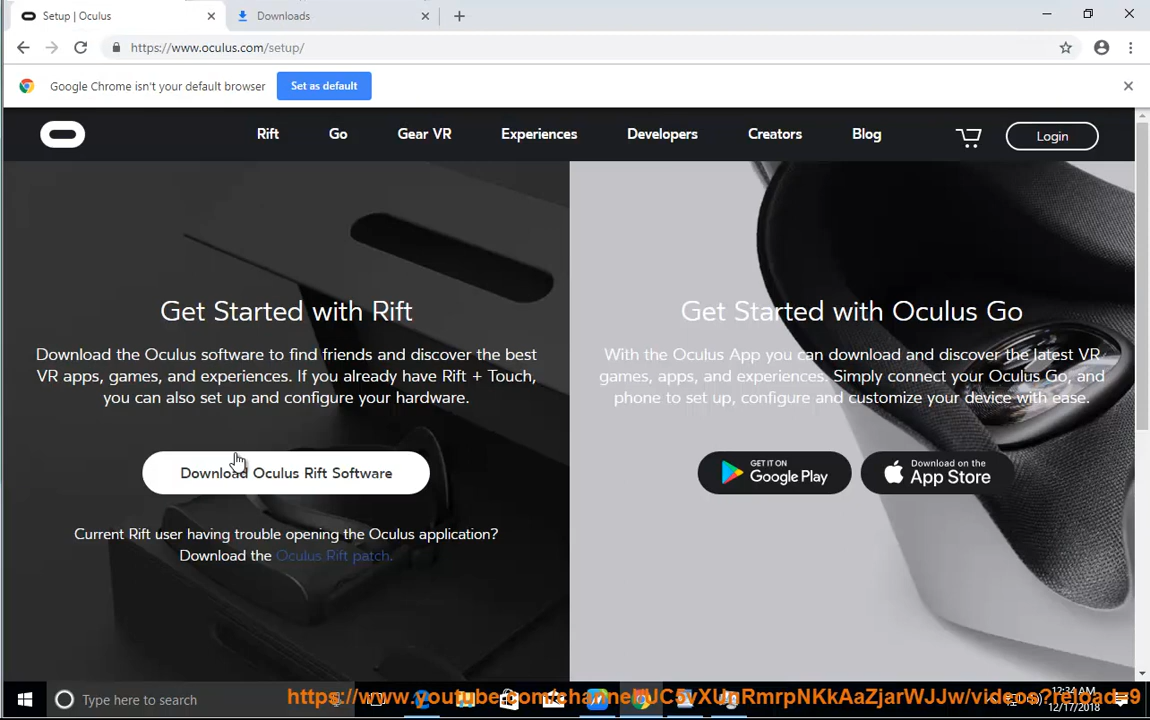 Setup | Oculus
Downloads
https://www.oculus.com/setup/
Google Chrome isn't your default browser
Set as default
Rift
Go
Gear VR
Experiences
Developers
Creators
Blog
Login
Get Started with Rift
Download the Oculus software to find friends and discover the best
VR apps, games, and experiences. If you already have Rift + Touch,
you can also set up and configure your hardware.
Download Oculus Rift Software
Current Rift user having trouble opening the Oculus application?
Download the Oculus Rift patch.
Get Started with Oculus Go
With the Oculus App you can download and discover the latest VR
games, apps, and experiences. Simply connect your Oculus Go, and
phone to set up, configure and customize your device with ease.
GET IT ON
Google Play
Download on the
App Store
Type here to search
12:34 AM
12/17/2018